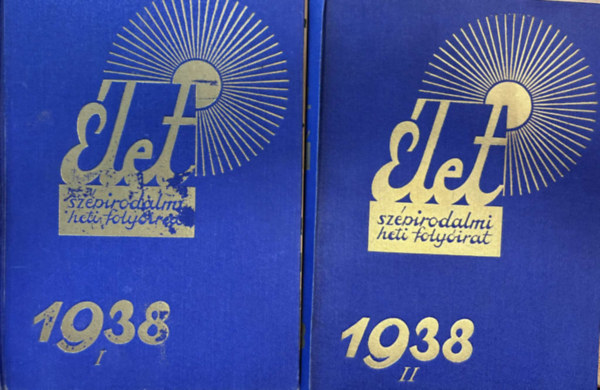 Élet
szépirodalmi
heti folyóirat
1938
I
Élet
szépirodalmi
heti folyóirat
1938
II